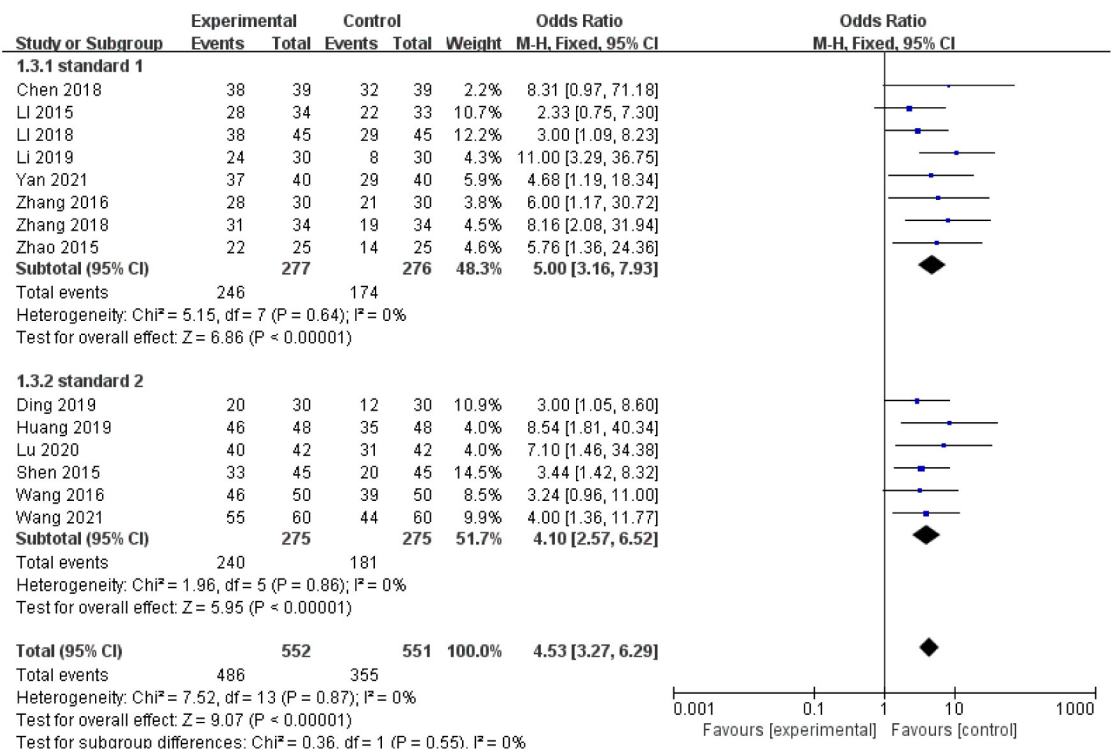 Experimental Control Odds Ratio Odds Ratio
Study or Subgroup Events Total Events Total Weight M-H, Fixed, 95% CI M-H, Fixed, 95% CI
1.3.1 standard 1
Chen 2018 38 39 32 39 2.2% 8.31 [0.97, 71.18]
LI 2015 28 34 22 33 10.7% 2.33 [0.75, 7.30]
LI 2018 38 45 29 45 12.2% 3.00 [1.09, 8.23]
Li 2019 24 30 8 30 4.3% 11.00 [3.29, 36.75]
Yan 2021 37 40 29 40 5.9% 4.68 [1.19, 18.34]
Zhang 2016 28 30 21 30 3.8% 6.00 [1.17, 30.72]
Zhang 2018 31 34 19 34 4.5% 8.16 [2.08, 31.94]
Zhao 2015 22 25 14 25 4.6% 5.76 [1.36, 24.36]
Subtotal (95% CI) 277 276 48.3% 5.00 [3.16, 7.93]
Total events 246 174
Heterogeneity: Chi² = 5.15, df = 7 (P = 0.64); I² = 0%
Test for overall effect: Z = 6.86 (P < 0.00001)
1.3.2 standard 2
Ding 2019 20 30 12 30 10.9% 3.00 [1.05, 8.60]
Huang 2019 46 48 35 48 4.0% 8.54 [1.81, 40.34]
Lu 2020 40 42 31 42 4.0% 7.10 [1.46, 34.38]
Shen 2015 33 45 20 45 14.5% 3.44 [1.42, 8.32]
Wang 2016 46 50 39 50 8.5% 3.24 [0.96, 11.00]
Wang 2021 55 60 44 60 9.9% 4.00 [1.36, 11.77]
Subtotal (95% CI) 275 275 51.7% 4.10 [2.57, 6.52]
Total events 240 181
Heterogeneity: Chi² = 1.96, df = 5 (P = 0.86); I² = 0%
Test for overall effect: Z = 5.95 (P < 0.00001)
Total (95% CI) 552 551 100.0% 4.53 [3.27, 6.29]
Total events 486 355
Heterogeneity: Chi² = 7.52, df = 13 (P = 0.87); I² = 0%
Test for overall effect: Z = 9.07 (P < 0.00001)
Test for subgroup differences: Chi² = 0.36, df = 1 (P = 0.55), I² = 0%
0.001 0.1 1 10 1000
Favours [experimental] Favours [control]